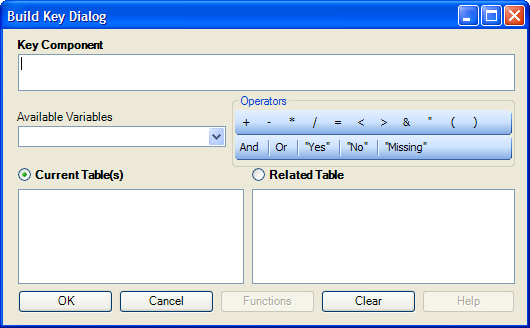 Build Key Dialog
Key Component
Available Variables
Operators
+ - * / = < > & " ( )
And Or "Yes" "No" "Missing"
Current Table(s)
Related Table
OK Cancel Functions Clear Help